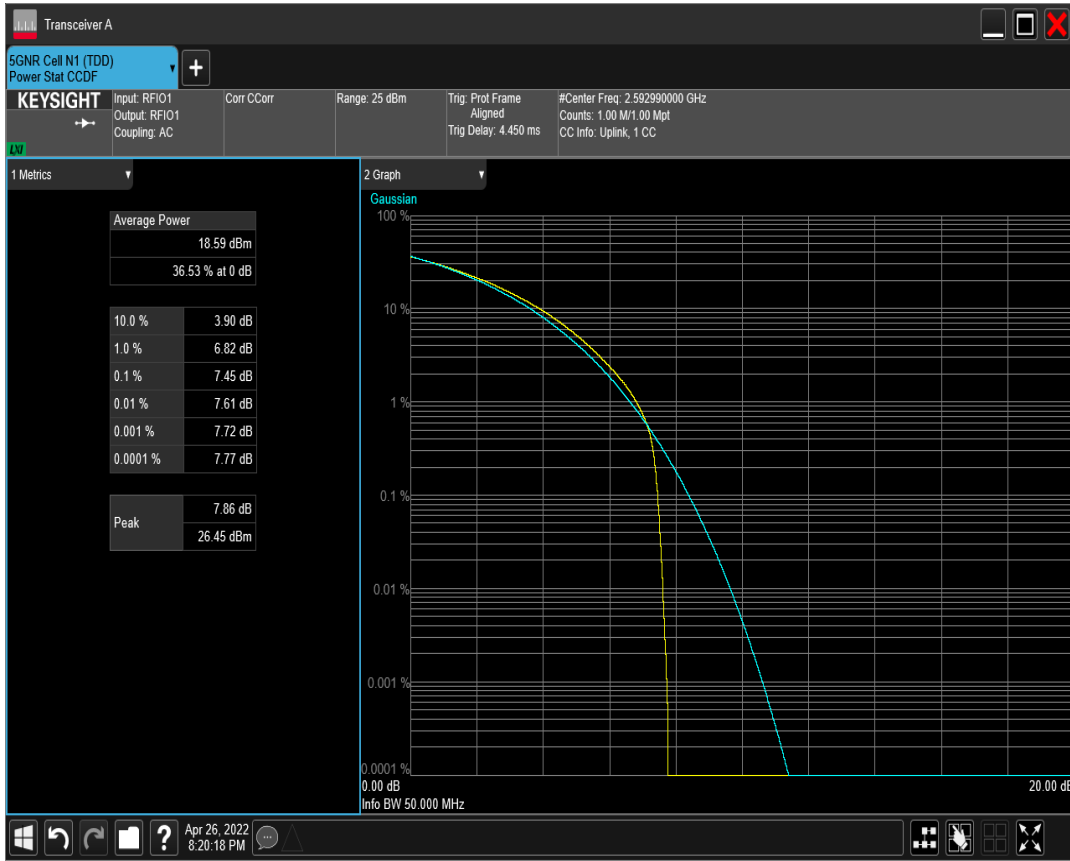 Transceiver A
5GNR Cell N1 (TDD)
Power Stat CCDF
KEYSIGHT
LXI
Input: RFIO1
Output: RFIO1
Coupling: AC
Corr CCorr
Range: 25 dBm
Trig: Prot Frame
Aligned
Trig Delay: 4.450 ms
#Center Freq: 2.592990000 GHz
Counts: 1.00 M/1.00 Mpt
CC Info: Uplink, 1 CC
1 Metrics
Average Power
18.59 dBm
36.53 % at 0 dB
10.0 % 3.90 dB
1.0 % 6.82 dB
0.1 % 7.45 dB
0.01 % 7.61 dB
0.001 % 7.72 dB
0.0001 % 7.77 dB
Peak
7.86 dB
26.45 dBm
2 Graph
Gaussian
100 %
10 %
1 %
0.1 %
0.01 %
0.001 %
0.0001 %
0.00 dB 20.00 dB
Info BW 50.000 MHz
Apr 26, 2022
8:20:18 PM